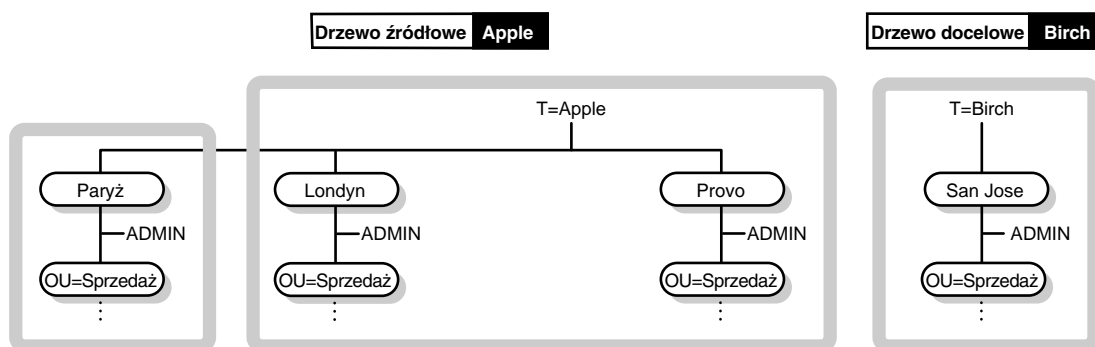 Drzewo źródłowe Apple Drzewo docelowe Birch
T=Apple T=Birch
Paryż Londyn Provo San Jose
ADMIN ADMIN ADMIN ADMIN
OU=Sprzedaż OU=Sprzedaż OU=Sprzedaż OU=Sprzedaż